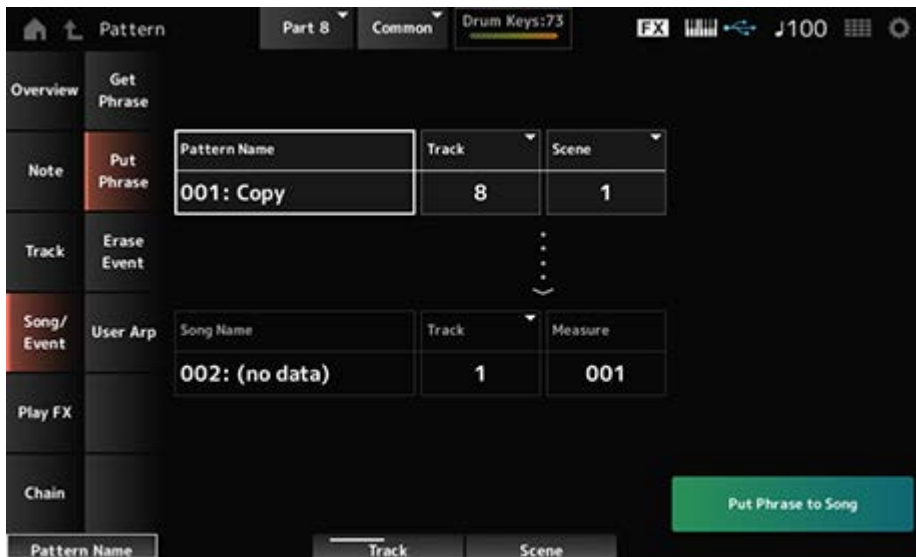 Pattern
Part 8
Common
Drum Keys:73
FX
♩100
Overview
Get
Phrase
Note
Put
Phrase
Track
Erase
Event
Song/
Event
User Arp
Play FX
Chain
Pattern Name
Track
Scene
001: Copy
8
1
Song Name
Track
Measure
002: (no data)
1
001
Put Phrase to Song
Pattern Name
Track
Scene